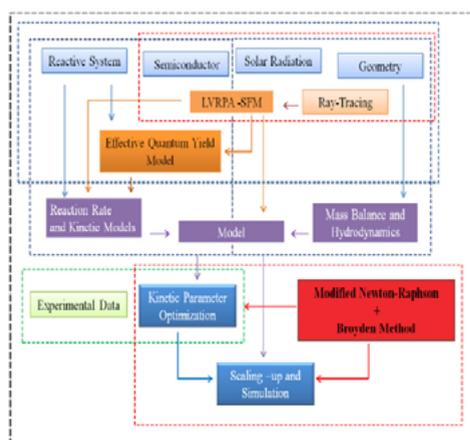 Reactive System
Semiconductor
Solar Radiation
Geometry
LVRPA -SFM
Ray-Tracing
Effective Quantum Yield
Model
Reaction Rate
and Kinetic Models
Model
Mass Balance and
Hydrodynamics
Experimental Data
Kinetic Parameter
Optimization
Modified Newton-Raphson
+
Broyden Method
Scaling –up and
Simulation